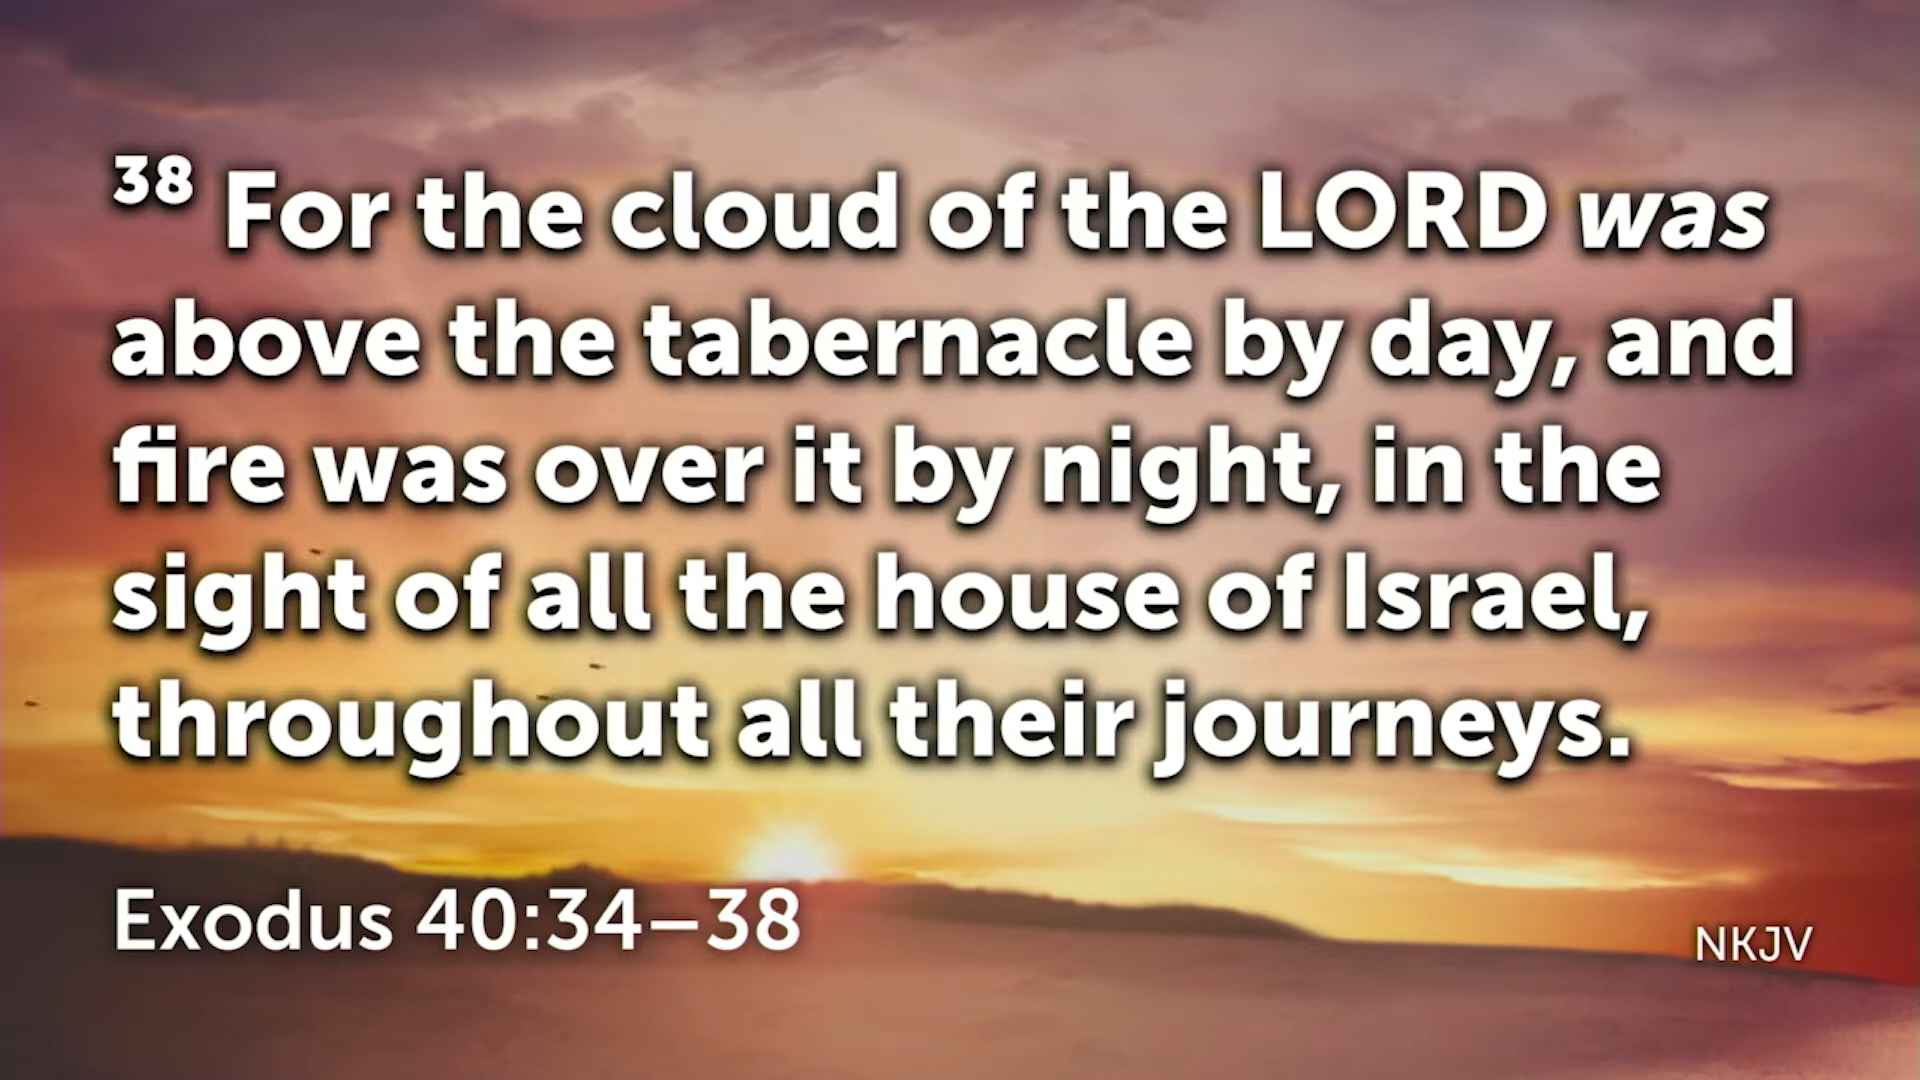 38 For the cloud of the LORD was
above the tabernacle by day, and
fire was over it by night, in the
sight of all the house of Israel,
throughout all their journeys.
Exodus 40:34–38
NKJV